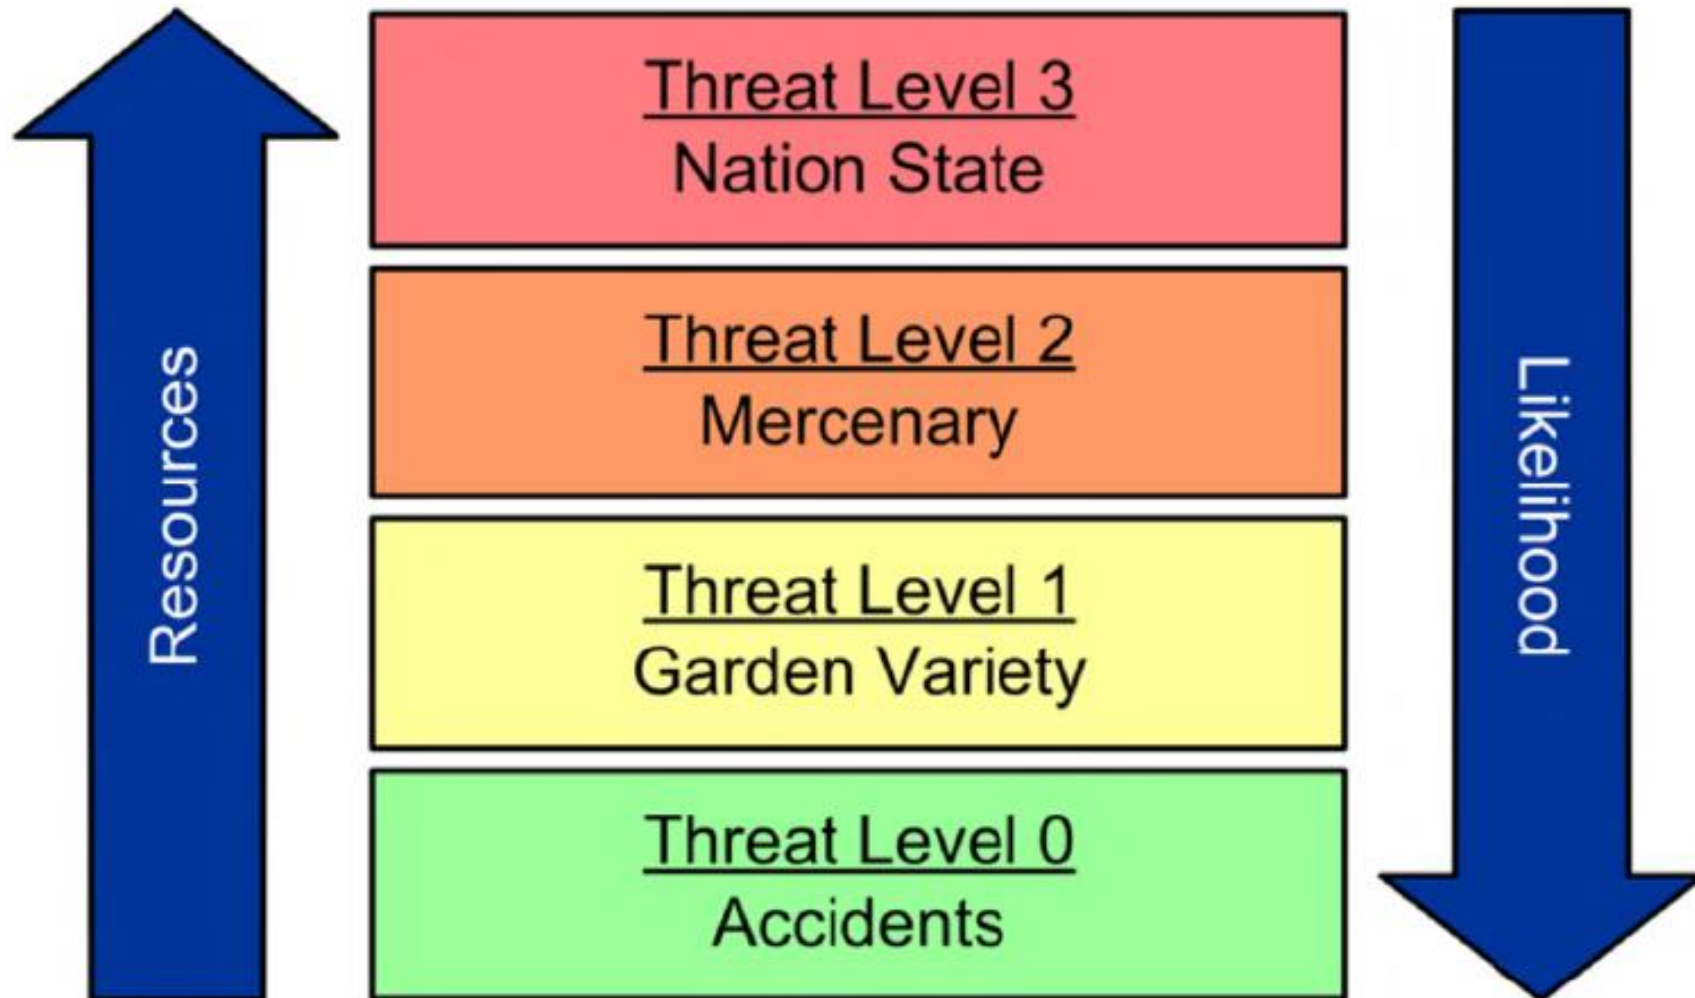 Resources
Threat Level 3
Nation State
Threat Level 2
Mercenary
Threat Level 1
Garden Variety
Threat Level 0
Accidents
Likelihood